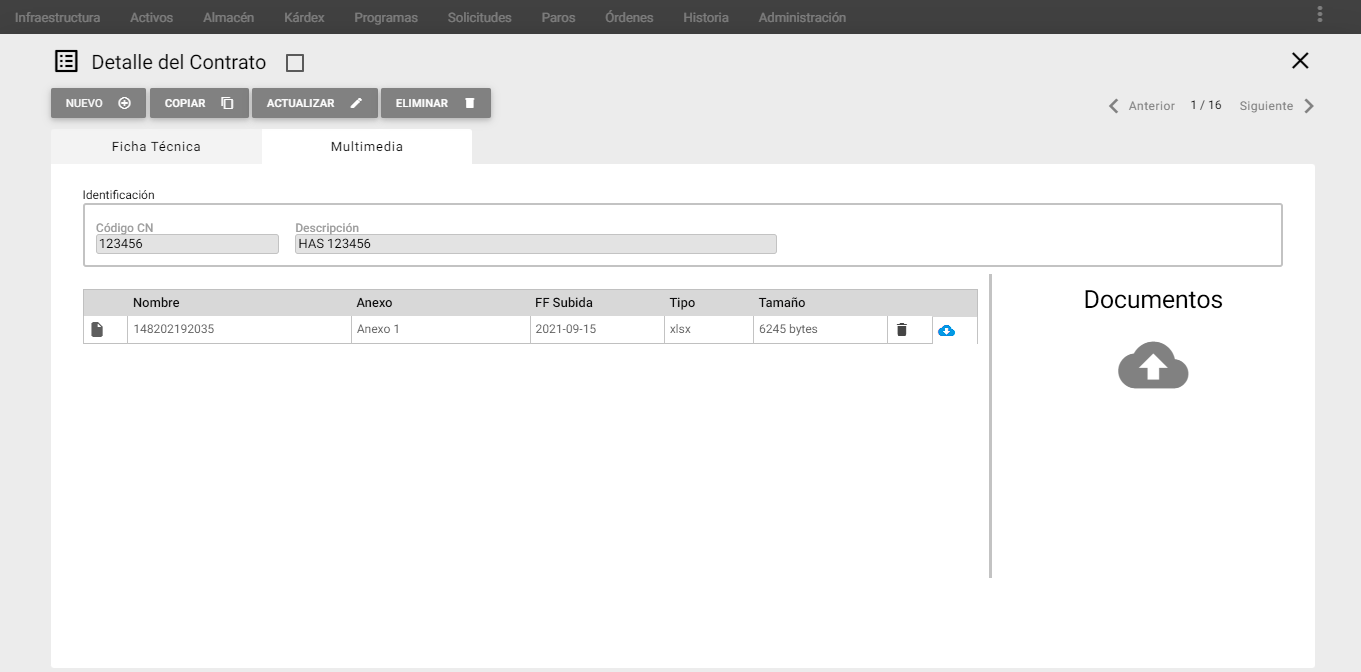 Infraestructura Activos Almacén Kárdex Programas Solicitudes Paros Órdenes Historia Administración
Detalle del Contrato
NUEVO COPIAR ACTUALIZAR ELIMINAR
Anterior 1 / 16 Siguiente
Ficha Técnica Multimedia
Identificación
Código CN Descripción
123456 HAS 123456
Nombre Anexo FF Subida Tipo Tamaño
148202192035 Anexo 1 2021-09-15 xlsx 6245 bytes
Documentos